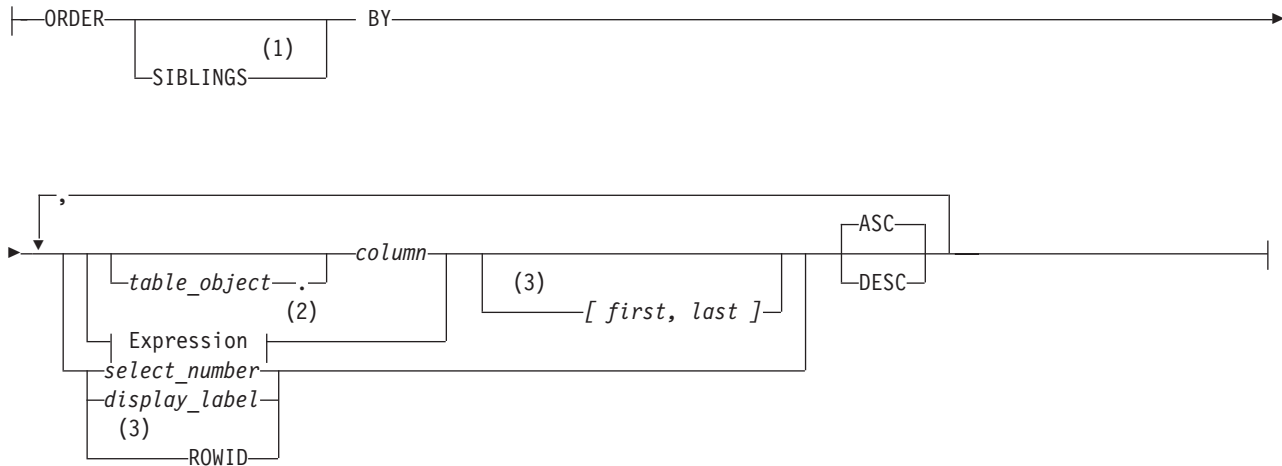 ORDER BY
(1)
SIBLINGS
,
column ASC
table_object . (3) DESC
(2) [ first, last ]
Expression
select_number
display_label
(3)
ROWID